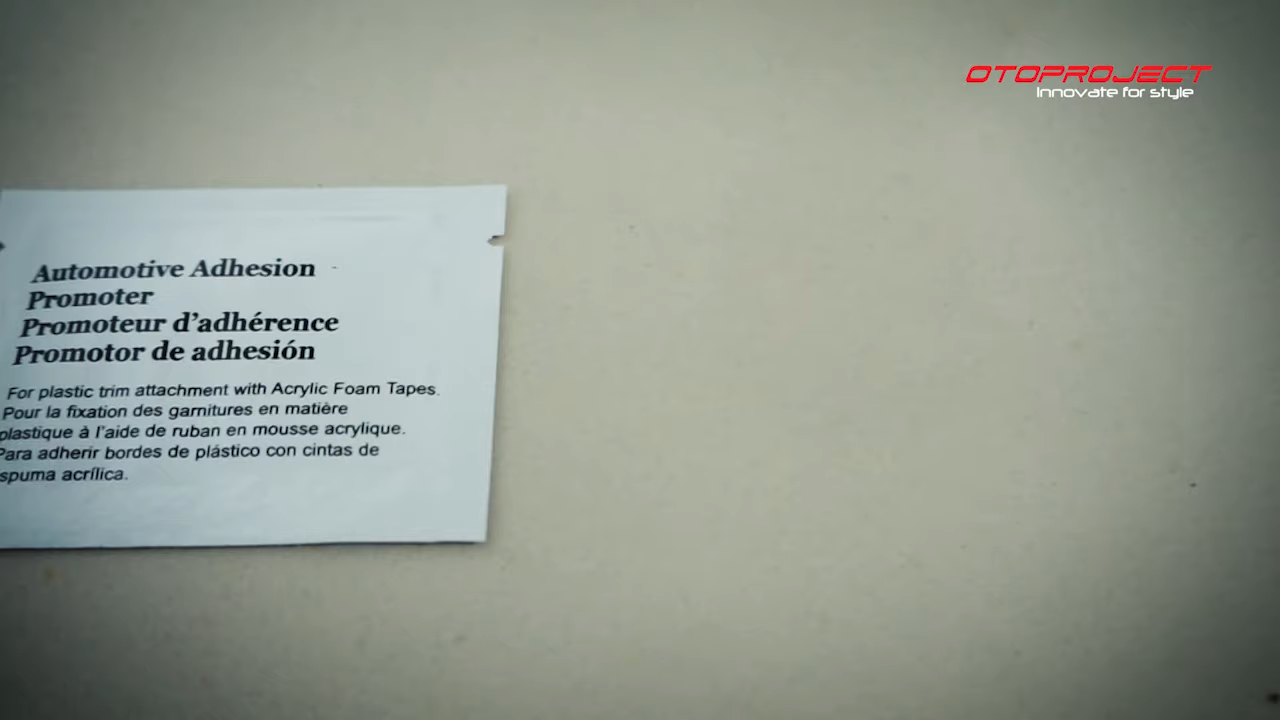 OTOPROJECT
Innovate for style
Automotive Adhesion
Promoter
Promoteur d'adhérence
Promotor de adhesión
For plastic trim attachment with Acrylic Foam Tapes.
Pour la fixation des garnitures en matière
plastique à l'aide de ruban en mousse acrylique.
Para adherir bordes de plástico con cintas de
spuma acrílica.